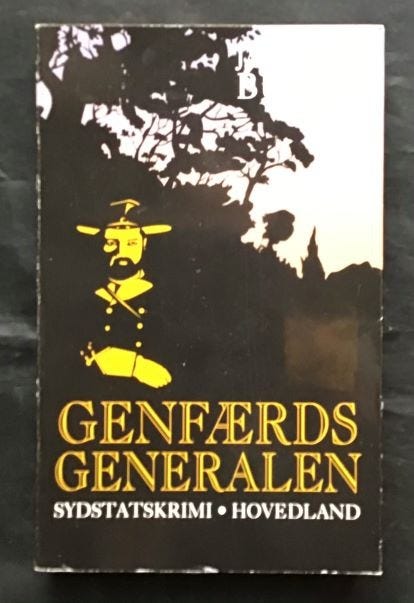 J
B
GENFÆRDS
GENERALEN
SYDSTATSKRIMI • HOVEDLAND